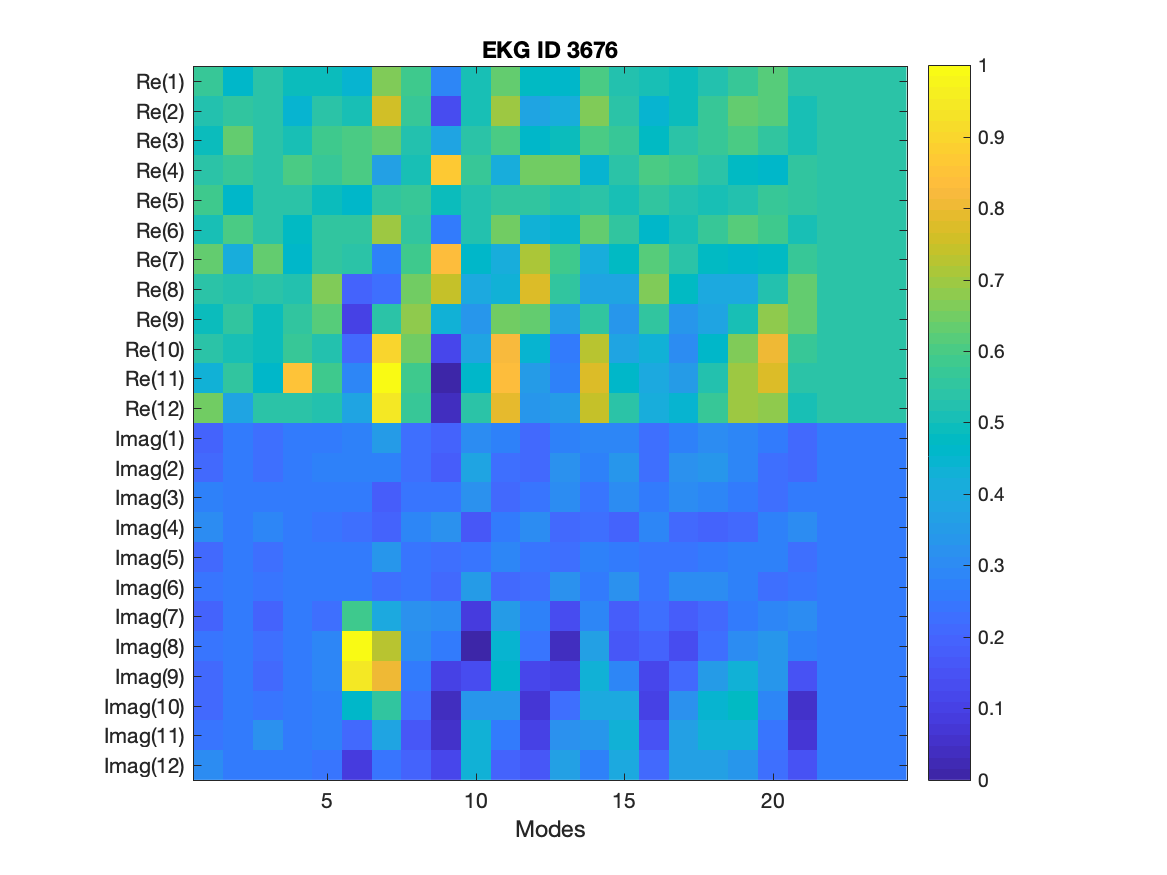 EKG ID 3676
Re(1)
Re(2)
Re(3)
Re(4)
Re(5)
Re(6)
Re(7)
Re(8)
Re(9)
Re(10)
Re(11)
Re(12)
Imag(1)
Imag(2)
Imag(3)
Imag(4)
Imag(5)
Imag(6)
Imag(7)
Imag(8)
Imag(9)
Imag(10)
Imag(11)
Imag(12)
5 10 15 20
Modes
1
0.9
0.8
0.7
0.6
0.5
0.4
0.3
0.2
0.1
0